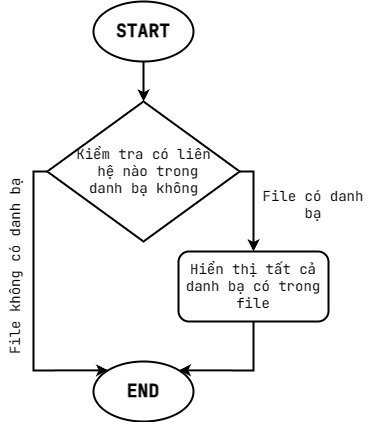 START
Kiểm tra có liên
hệ nào trong
danh bạ không
File không có danh bạ
File có danh
bạ
Hiển thị tất cả
danh bạ có trong
file
END